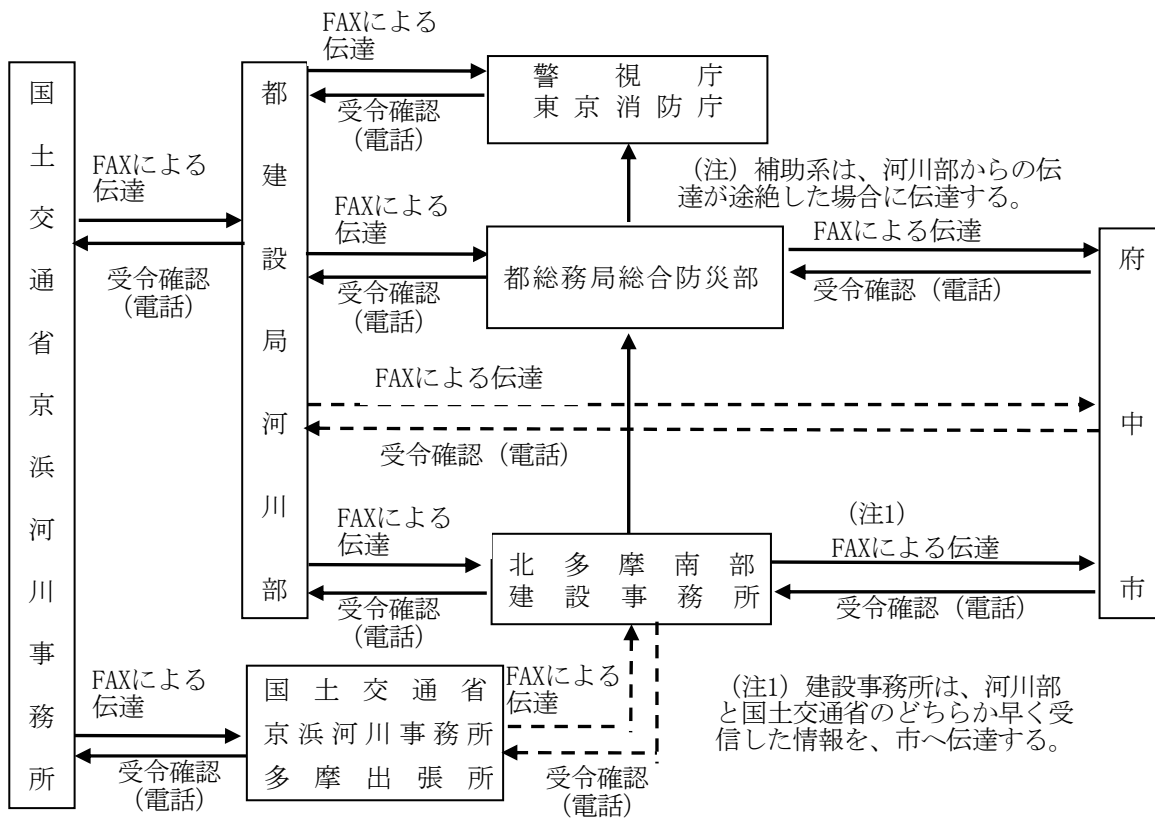 国土交通省京浜河川事務所
FAXによる
伝達
受令確認
(電話)
都建設局河川部
FAXによる
伝達
受令確認
(電話)
警視庁
東京消防庁
(注) 補助系は、河川部からの伝
達が途絶した場合に伝達する。
FAXによる
伝達
受令確認
(電話)
都総務局総合防災部
FAXによる伝達
受令確認 (電話)
府中市
FAXによる伝達
受令確認 (電話)
FAXによる
伝達
受令確認
(電話)
北多摩南部
建設事務所
(注1)
FAXによる伝達
受令確認 (電話)
FAXによる
伝達
受令確認
(電話)
国土交通省
京浜河川事務所
多摩出張所
FAXによる
伝達
受令確認
(電話)
(注1) 建設事務所は、河川部
と国土交通省のどちらか早く受
信した情報を、市へ伝達する。